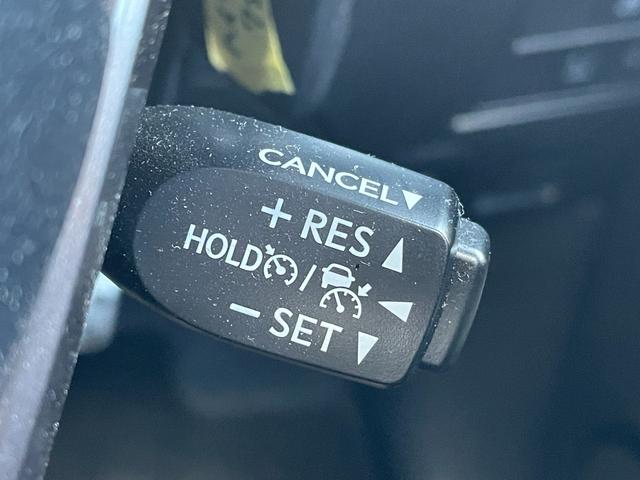 CANCEL▼
+ RES ▲
HOLD / ◀
− SET ▼